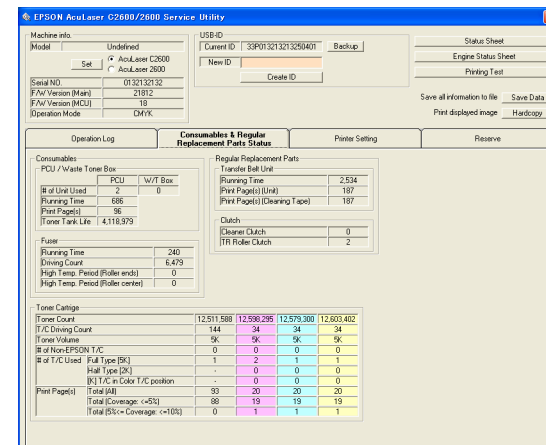 EPSON AcuLaser C2600/2600 Service Utility
Machine info.
Model Undefined
Set AcuLaser C2600
AcuLaser 2600
Serial NO. 0132132132
F/W Version (Main) 21812
F/W Version (MCU) 18
Operation Mode CMYK
USB-ID
Current ID 33P013213213250401 Backup
New ID
Create ID
Status Sheet
Engine Status Sheet
Printing Test
Save all information to file Save Data
Print displayed image Hardcopy
Operation Log
Consumables & Regular
Replacement Parts Status
Printer Setting
Reserve
Consumables
PCU / Waste Toner Box
PCU W/T Box
# of Unit Used 2 0
Running Time 686
Print Page(s) 96
Toner Tank Life 4,118,979
Fuser
Running Time 240
Driving Count 6,479
High Temp. Period (Roller ends) 0
High Temp. Period (Roller center) 0
Regular Replacement Parts
Transfer Belt Unit
Running Time 2,534
Print Page(s) (Unit) 187
Print Page(s) (Cleaning Tape) 187
Clutch
Cleaner Clutch 0
TR Roller Clutch 2
Toner Cartrige
Toner Count 12,511,588 12,598,295 12,579,300 12,603,402
T/C Driving Count 144 34 34 34
Toner Volume 5K 5K 5K 5K
# of Non-EPSON T/C 0 0 0 0
# of T/C Used Full Type [5K] 1 2 1 1
Half Type [2K] - 0 0 0
[K] T/C in Color T/C position - 0 0 0
Print Page(s) Total (All) 93 20 20 20
Total (Coverage: <=5%) 88 19 19 19
Total (5%<= Coverage: <=10%) 0 1 1 1